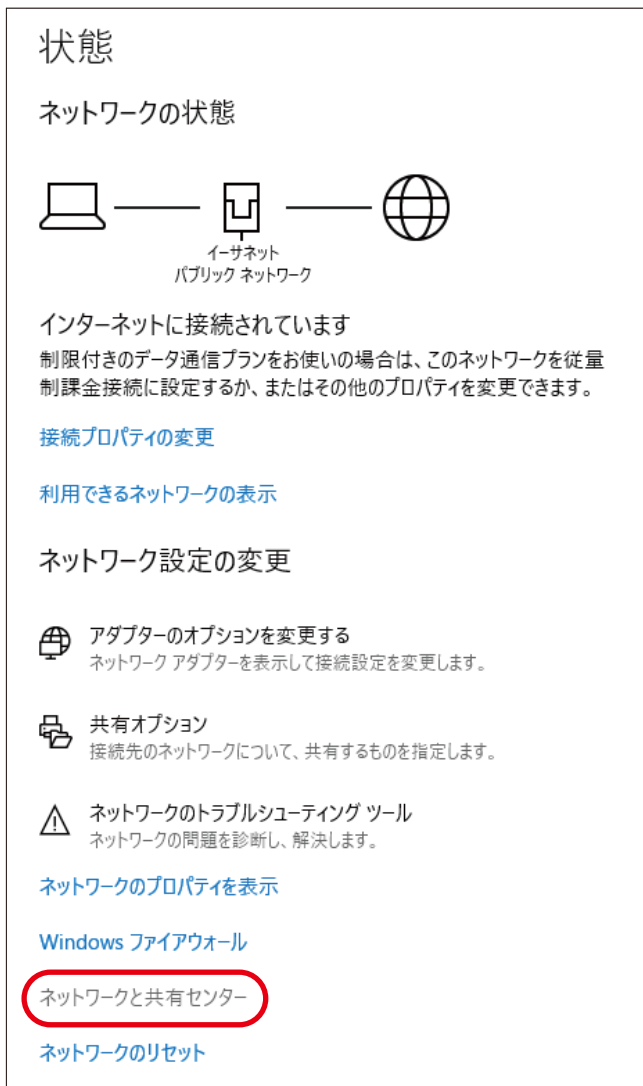 状態
ネットワークの状態
イーサネット
パブリック ネットワーク
インターネットに接続されています
制限付きのデータ通信プランをお使いの場合は、このネットワークを従量
制課金接続に設定するか、またはその他のプロパティを変更できます。
接続プロパティの変更
利用できるネットワークの表示
ネットワーク設定の変更
アダプターのオプションを変更する
ネットワーク アダプターを表示して接続設定を変更します。
共有オプション
接続先のネットワークについて、共有するものを指定します。
ネットワークのトラブルシューティング ツール
ネットワークの問題を診断し、解決します。
ネットワークのプロパティを表示
Windows ファイアウォール
ネットワークと共有センター
ネットワークのリセット